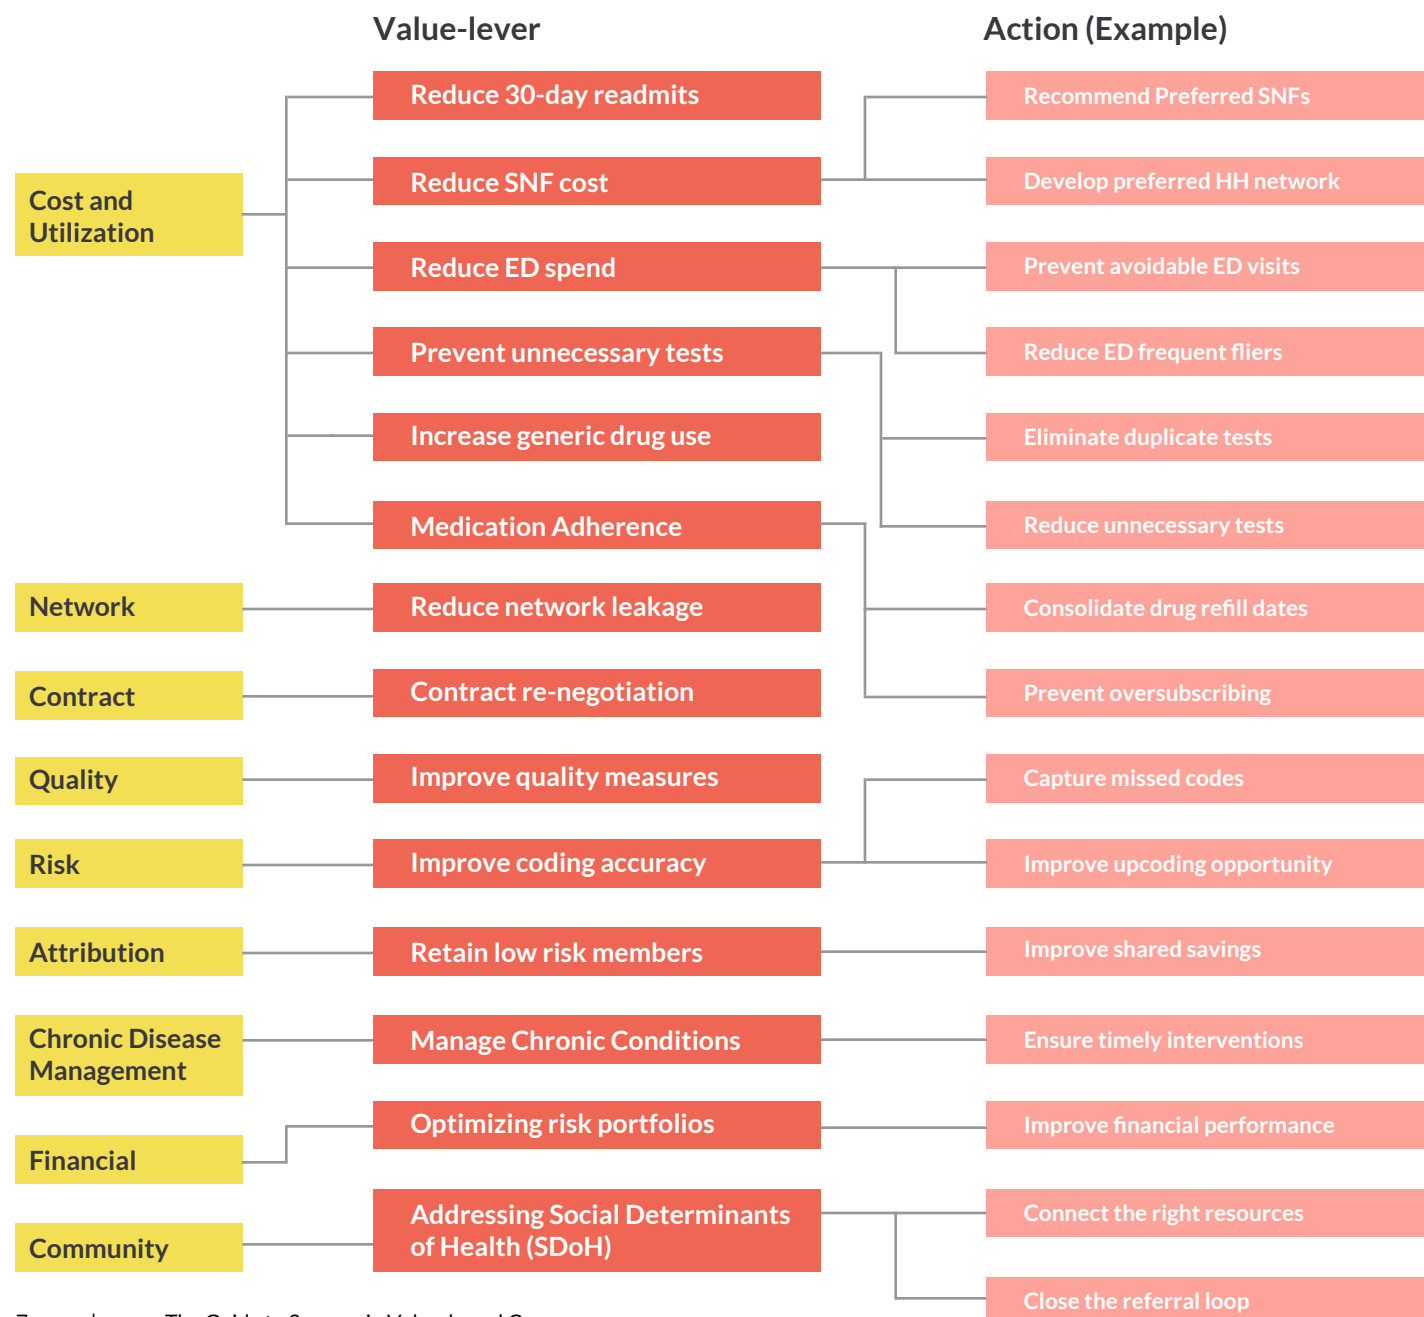 Value-lever
Action (Example)
Reduce 30-day readmits
Recommend Preferred SNFs
Cost and
Utilization
Reduce SNF cost
Develop preferred HH network
Reduce ED spend
Prevent avoidable ED visits
Prevent unnecessary tests
Reduce ED frequent fliers
Increase generic drug use
Eliminate duplicate tests
Medication Adherence
Reduce unnecessary tests
Network
Reduce network leakage
Consolidate drug refill dates
Contract
Contract re-negotiation
Prevent oversubscribing
Quality
Improve quality measures
Capture missed codes
Risk
Improve coding accuracy
Improve upcoding opportunity
Attribution
Retain low risk members
Improve shared savings
Chronic Disease
Management
Manage Chronic Conditions
Ensure timely interventions
Financial
Optimizing risk portfolios
Improve financial performance
Community
Addressing Social Determinants
of Health (SDoH)
Connect the right resources
Close the referral loop